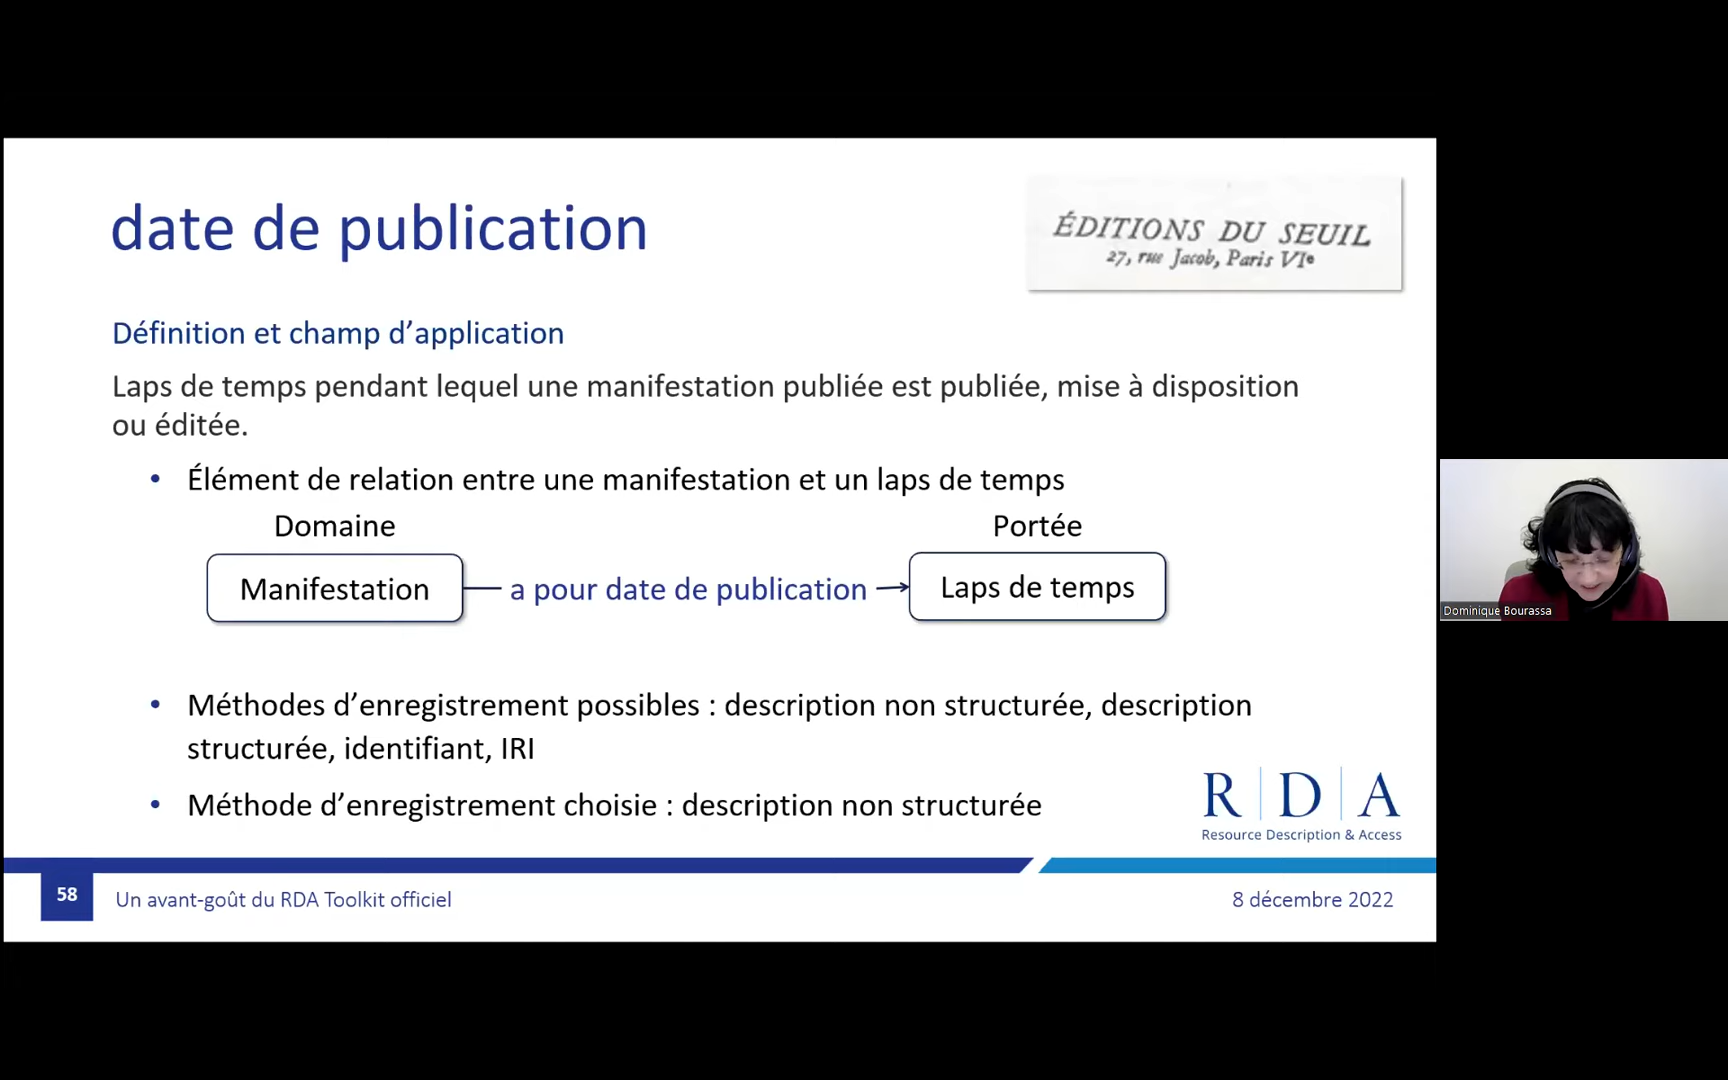 date de publication
ÉDITIONS DU SEUIL
27, rue Jacob, Paris VIe
Définition et champ d’application
Laps de temps pendant lequel une manifestation publiée est publiée, mise à disposition
ou éditée.
• Élément de relation entre une manifestation et un laps de temps
Domaine
Portée
Manifestation
a pour date de publication
Laps de temps
• Méthodes d’enregistrement possibles : description non structurée, description
structurée, identifiant, IRI
• Méthode d’enregistrement choisie : description non structurée
R D A
Resource Description & Access
58
Un avant-goût du RDA Toolkit officiel
8 décembre 2022
Dominique Bourassa